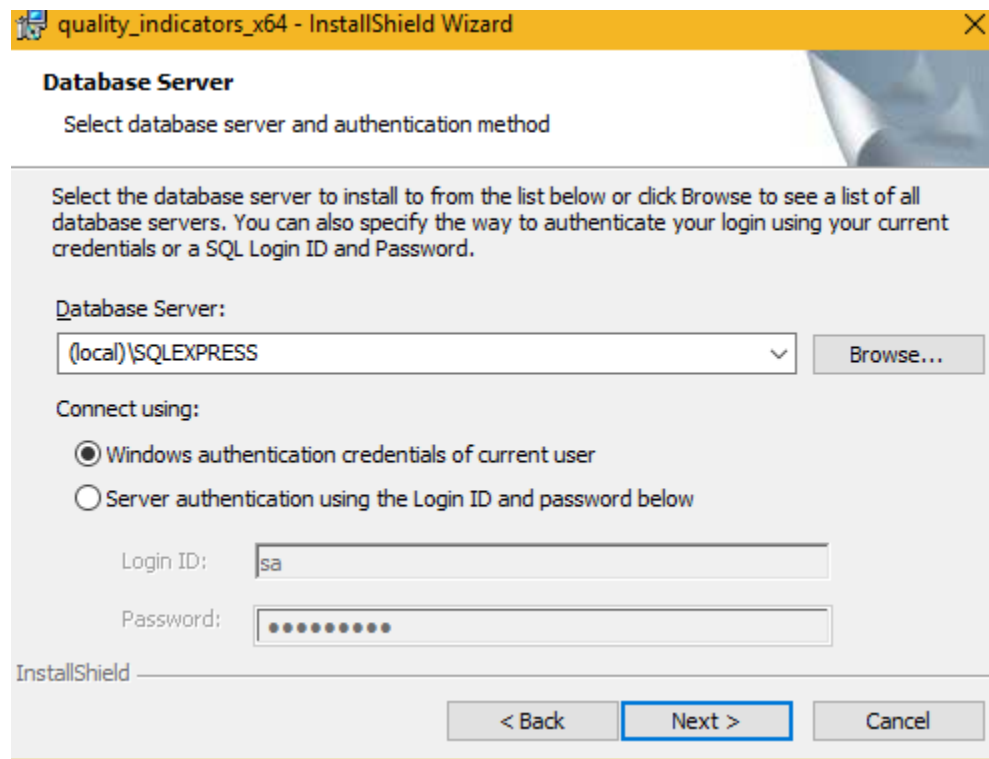 quality_indicators_x64 - InstallShield Wizard
Database Server
Select database server and authentication method
Select the database server to install to from the list below or click Browse to see a list of all
database servers. You can also specify the way to authenticate your login using your current
credentials or a SQL Login ID and Password.
Database Server:
(local)\SQLEXPRESS
Browse...
Connect using:
Windows authentication credentials of current user
Server authentication using the Login ID and password below
Login ID:
sa
Password:
●●●●●●●●●
InstallShield
< Back
Next >
Cancel